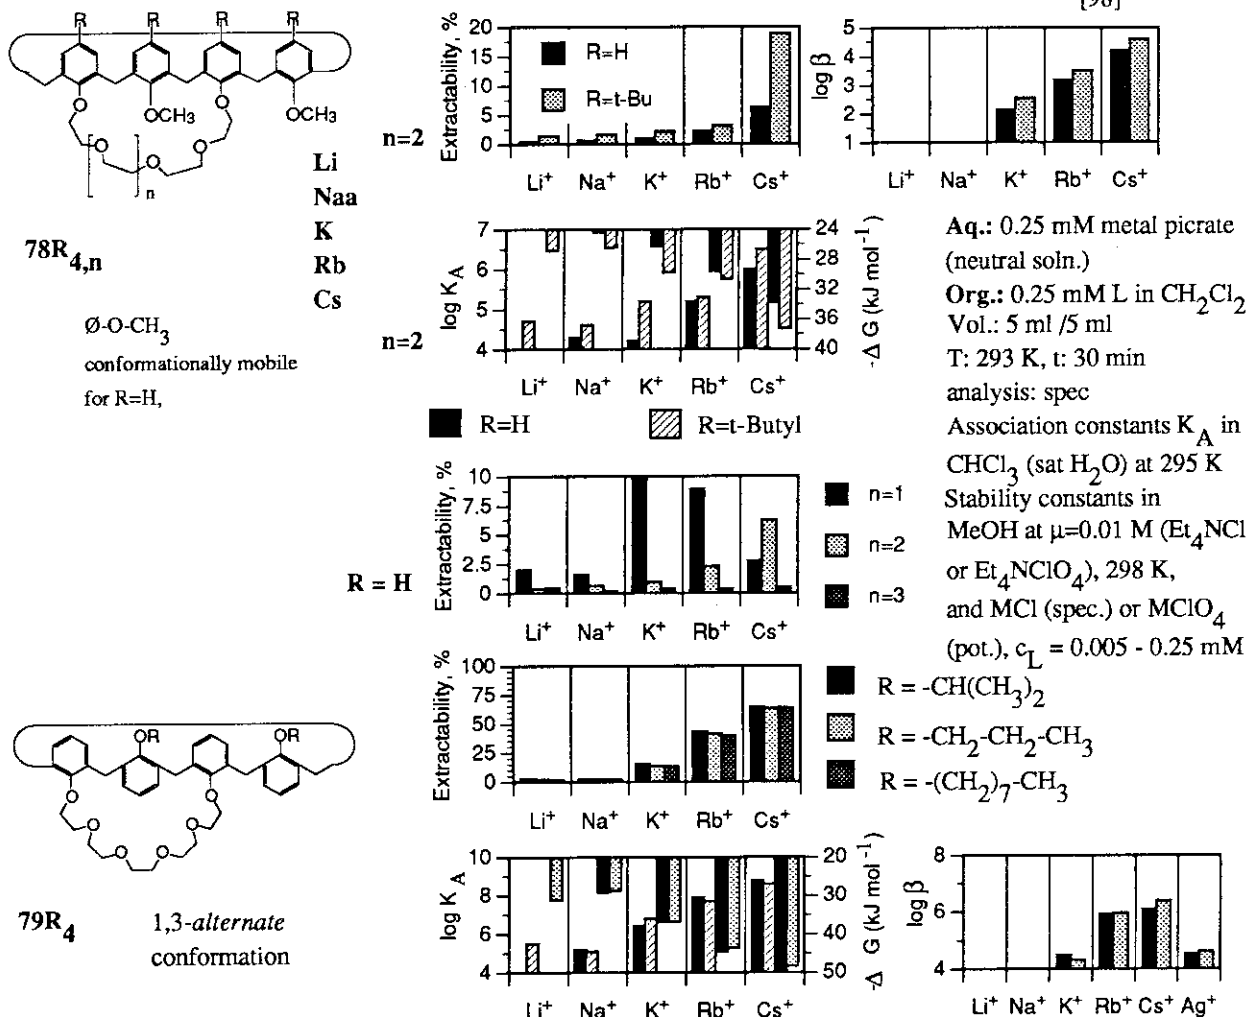 [98]
R R R R
O OCH3 O OCH3
O O O O
n
78R4,n
Li
Naa
K
Rb
Cs
Ø-O-CH3
conformationally mobile
for R=H,
n=2
Extractability, %
20
15
10
5
0
R=H
R=t-Bu
Li+ Na+ K+ Rb+ Cs+
log β
5
4
3
2
1
Li+ Na+ K+ Rb+ Cs+
n=2
log KA
7
6
5
4
24
28
32
36
40
-Δ G (kJ mol-1)
Li+ Na+ K+ Rb+ Cs+
R=H R=t-Butyl
Aq.: 0.25 mM metal picrate
(neutral soln.)
Org.: 0.25 mM L in CH2Cl2
Vol.: 5 ml /5 ml
T: 293 K, t: 30 min
analysis: spec
Association constants KA in
CHCl3 (sat H2O) at 295 K
Stability constants in
MeOH at μ=0.01 M (Et4NCl
or Et4NClO4), 298 K,
and MCl (spec.) or MClO4
(pot.), cL = 0.005 - 0.25 mM
R = H
Extractability, %
10
7.5
5
2.5
0
Li+ Na+ K+ Rb+ Cs+
n=1
n=2
n=3
Extractability, %
100
75
50
25
0
Li+ Na+ K+ Rb+ Cs+
R = -CH(CH3)2
R = -CH2-CH2-CH3
R = -(CH2)7-CH3
OR OR
O O
O O
O O
O
79R4
1,3-alternate
conformation
log KA
10
8
6
4
20
30
40
50
-Δ G (kJ mol-1)
Li+ Na+ K+ Rb+ Cs+
log β
8
6
4
Li+ Na+ K+ Rb+ Cs+ Ag+